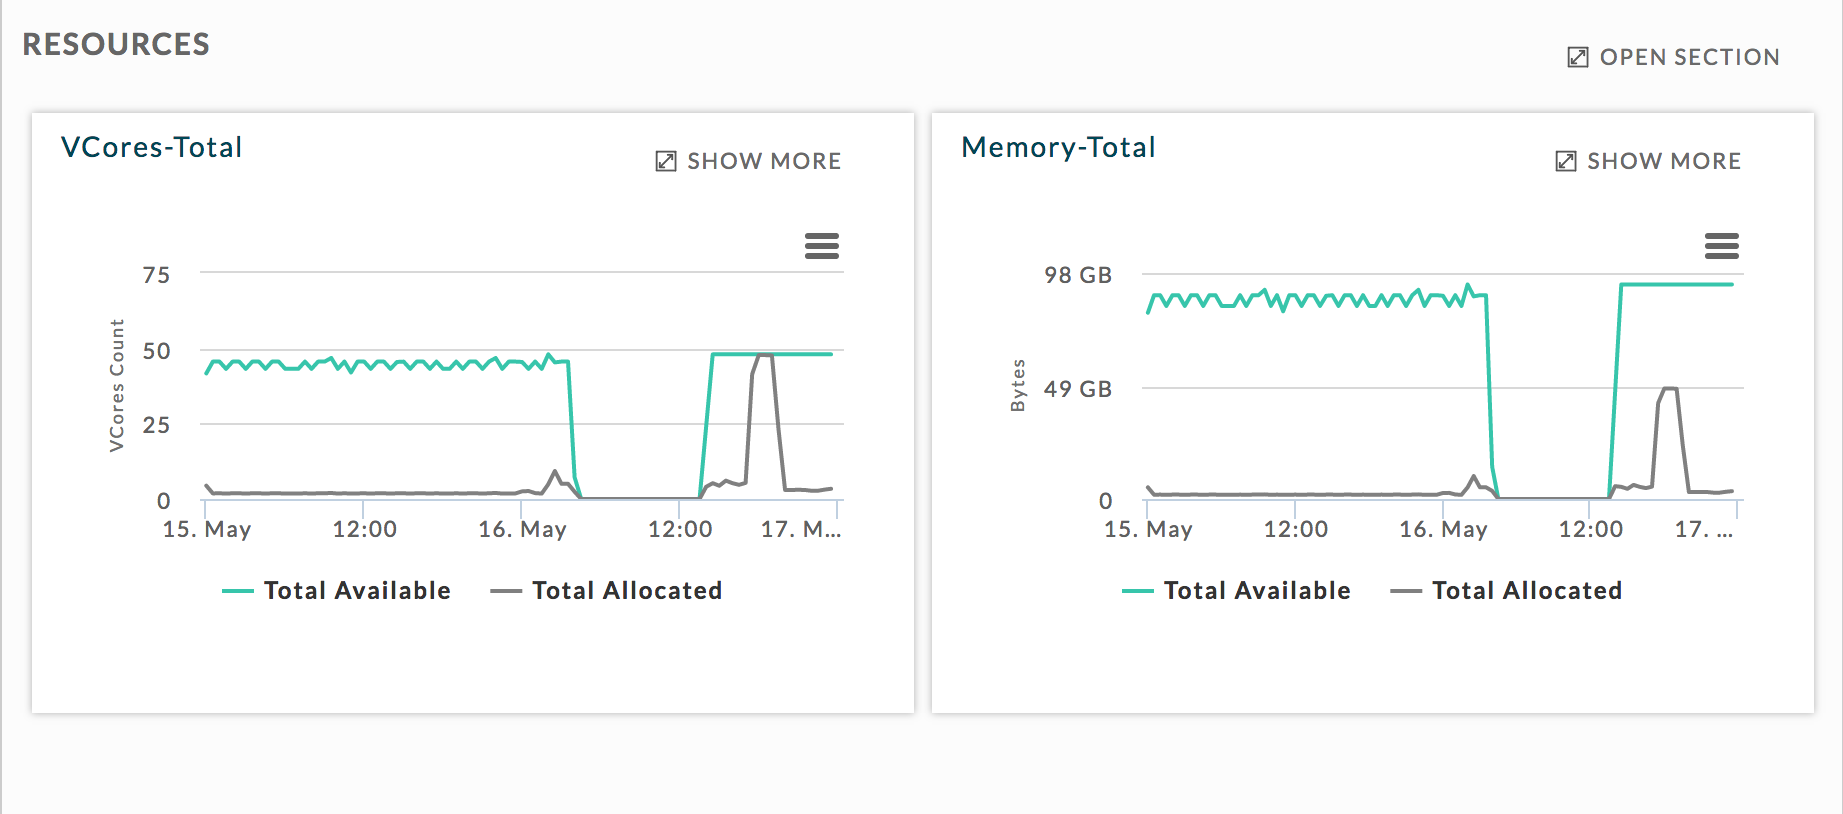 RESOURCES
OPEN SECTION
VCores-Total
SHOW MORE
75
50
25
0
VCores Count
15. May
12:00
16. May
12:00
17. M...
Total Available
Total Allocated
Memory-Total
SHOW MORE
98 GB
49 GB
0
Bytes
15. May
12:00
16. May
12:00
17. ...
Total Available
Total Allocated